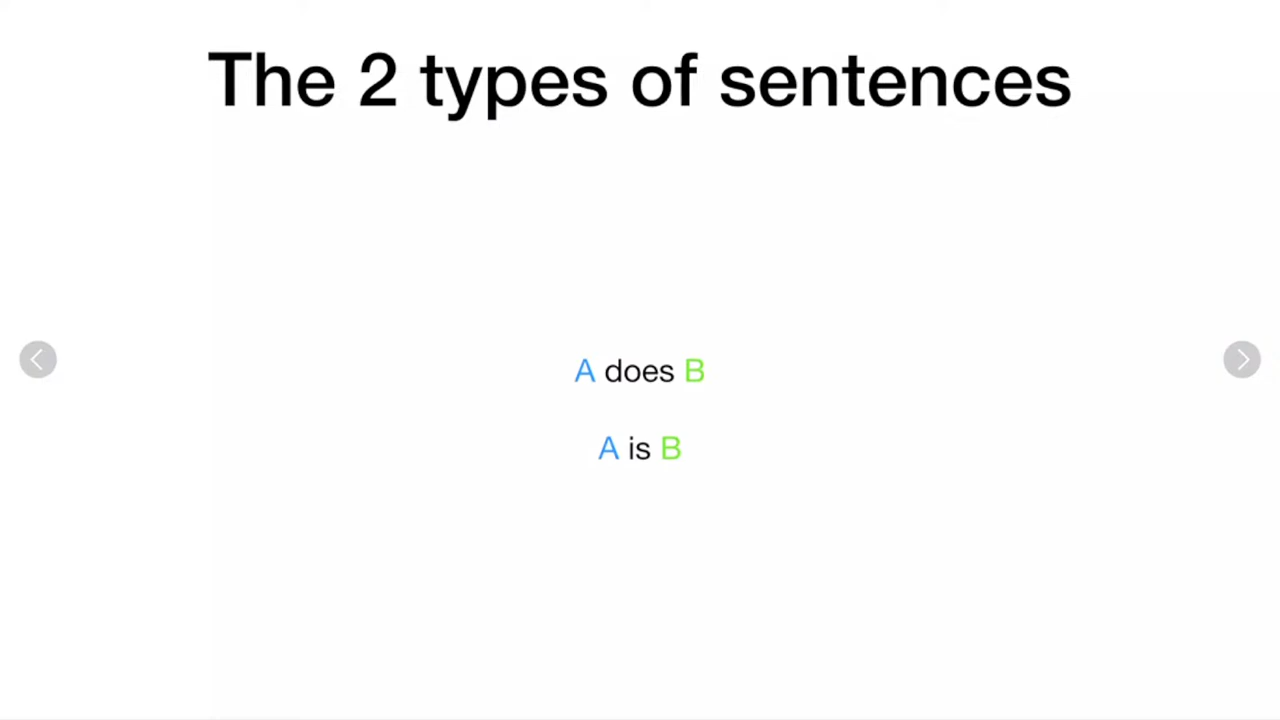 The 2 types of sentences
A does B
A is B